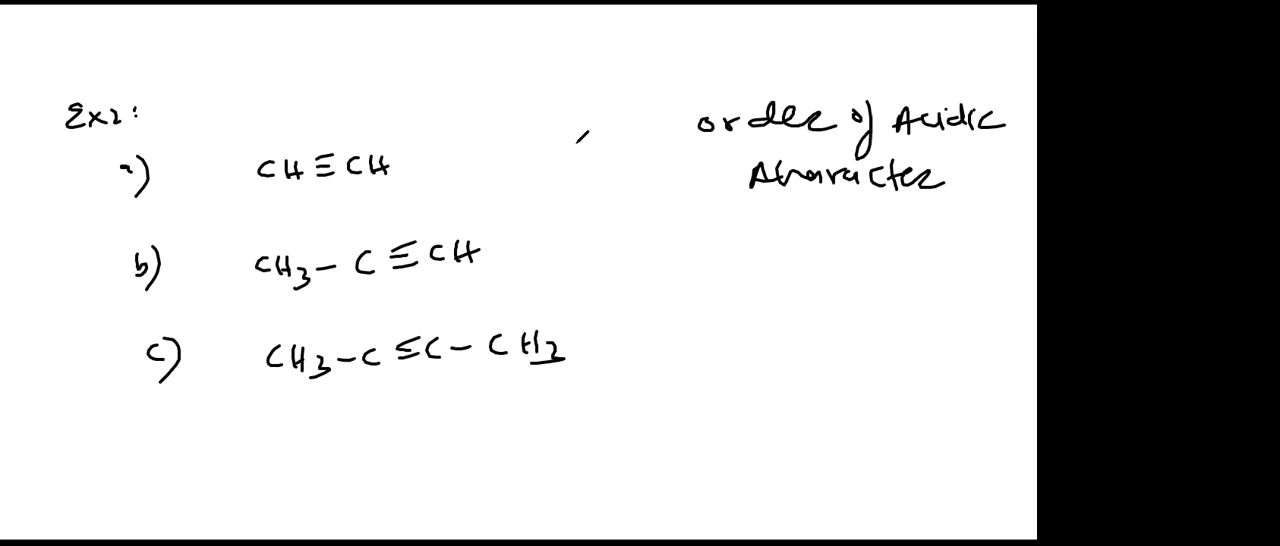 Ex2:
order of Acidic
a) CH≡CH
Character
b) CH3-C≡CH
c) CH3-C≡C-CH3